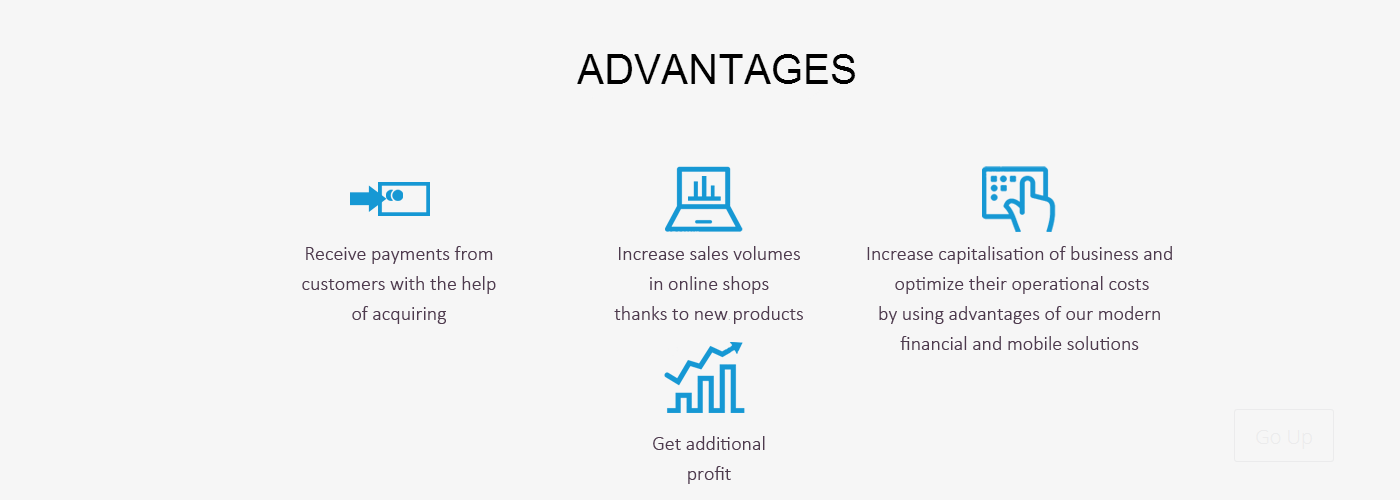 ADVANTAGES
Receive payments from
customers with the help
of acquiring
Increase sales volumes
in online shops
thanks to new products
Increase capitalisation of business and
optimize their operational costs
by using advantages of our modern
financial and mobile solutions
Get additional
profit
Go Up